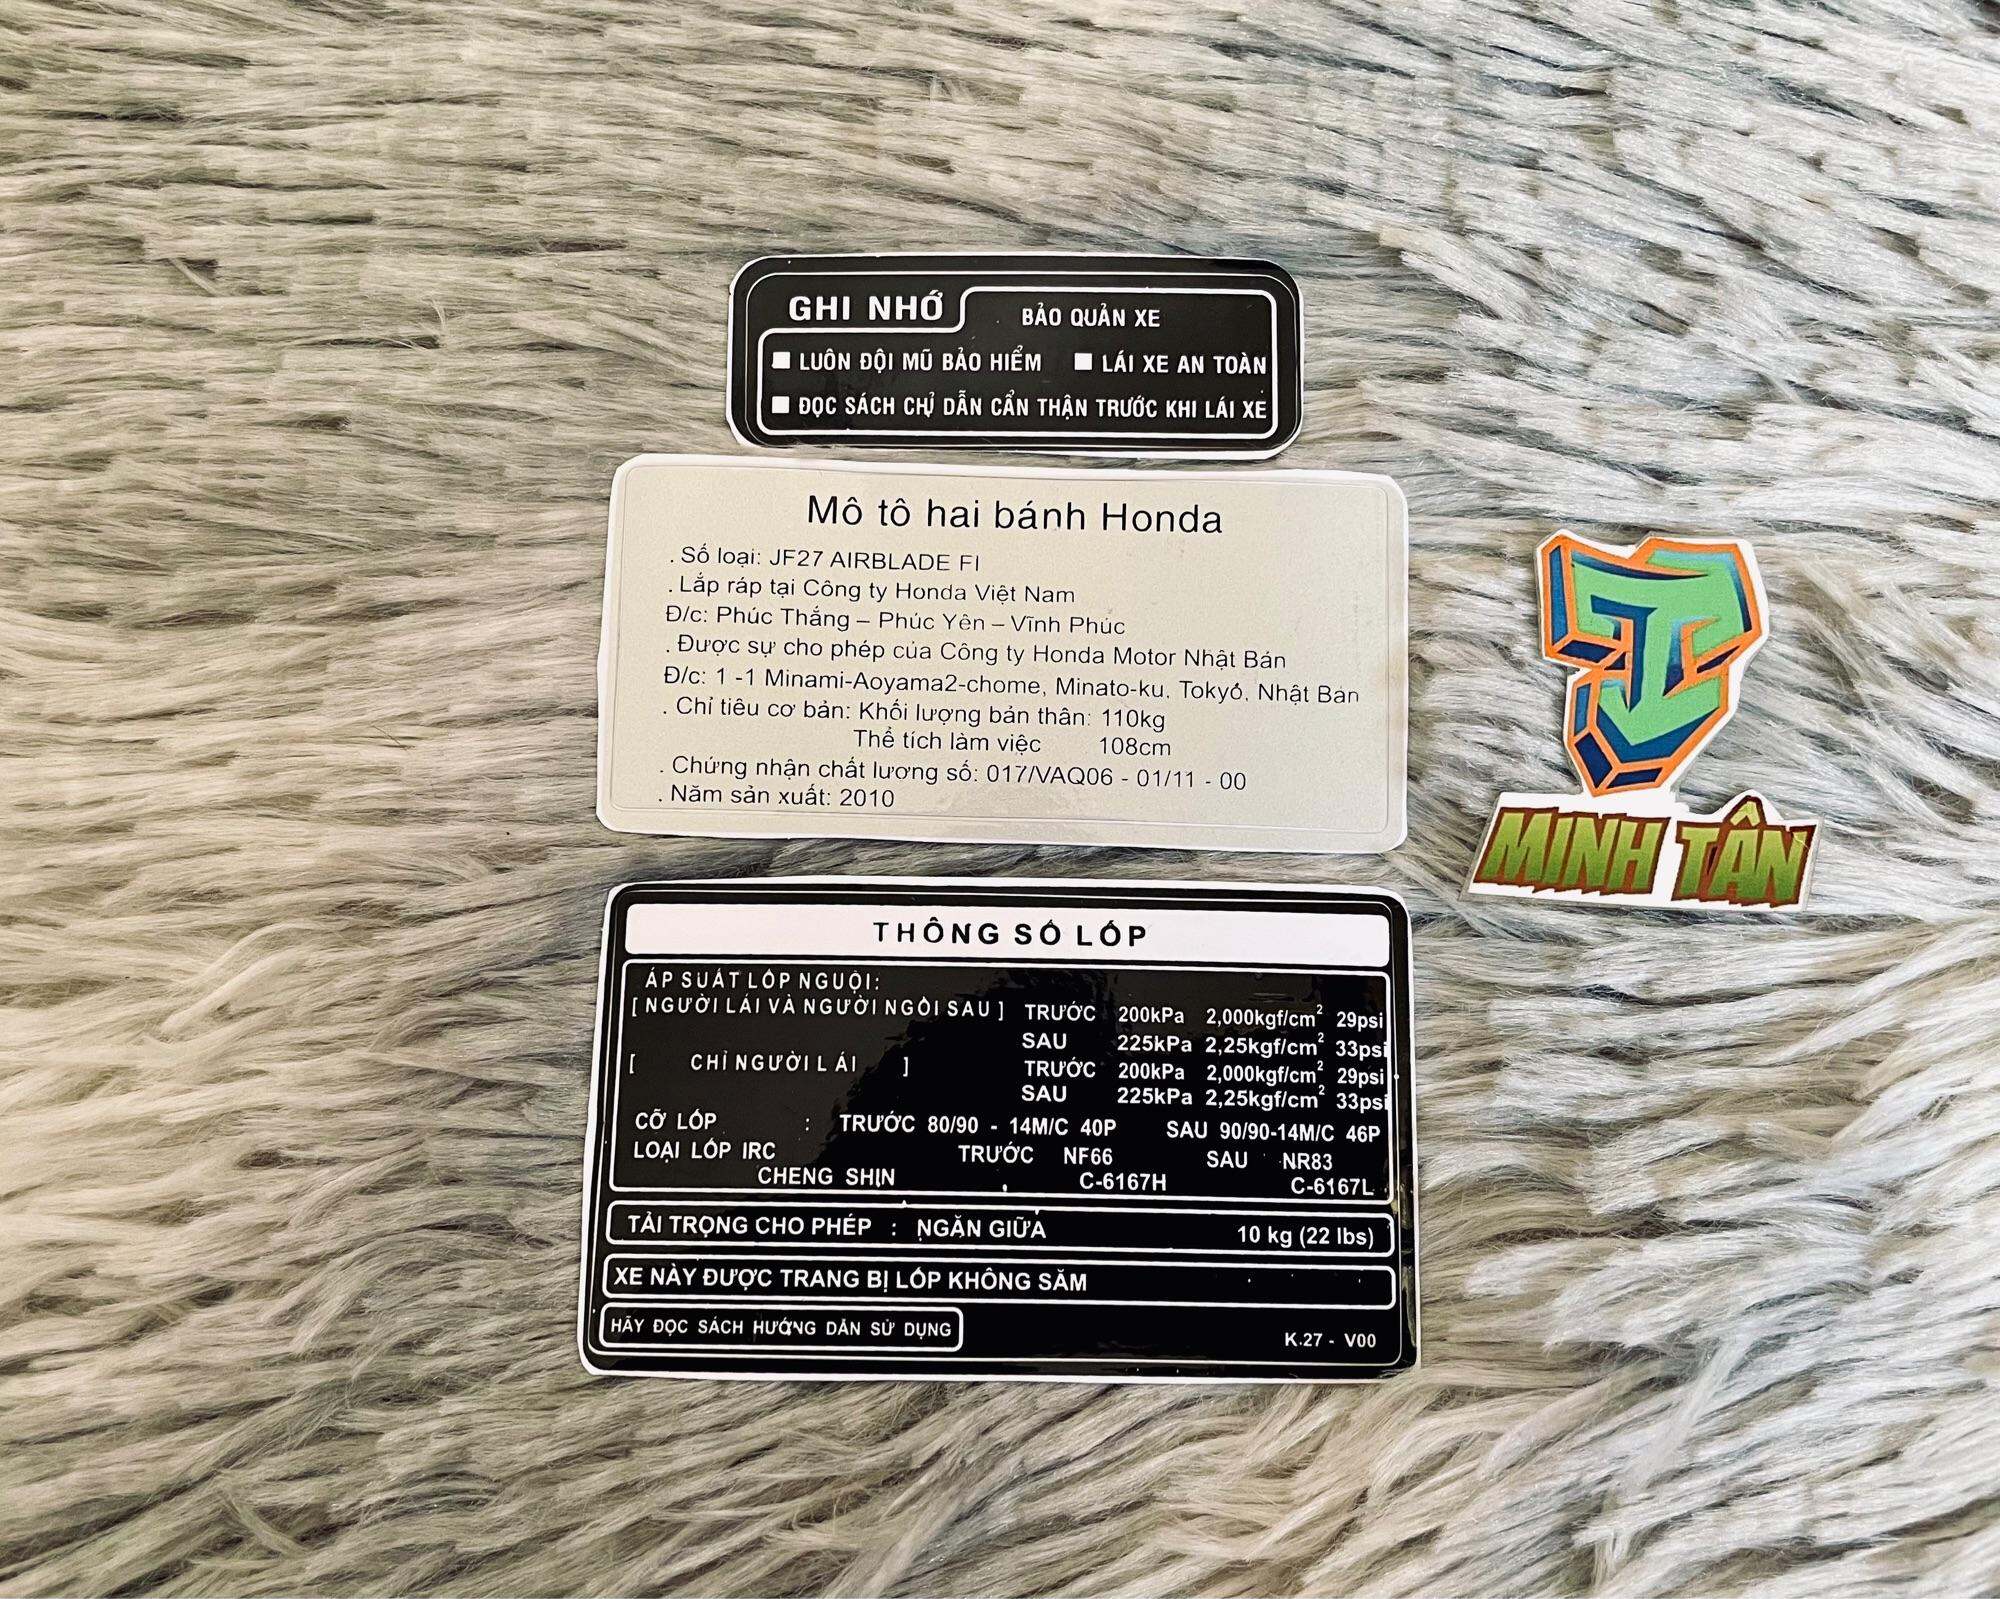 GHI NHỚ
BẢO QUẢN XE
■ LUÔN ĐỘI MŨ BẢO HIỂM ■ LÁI XE AN TOÀN
■ ĐỌC SÁCH CHỈ DẪN CẨN THẬN TRƯỚC KHI LÁI XE
Mô tô hai bánh Honda
. Số loại: JF27 AIRBLADE FI
. Lắp ráp tại Công ty Honda Việt Nam
Đ/c: Phúc Thắng – Phúc Yên – Vĩnh Phúc
. Được sự cho phép của Công ty Honda Motor Nhật Bản
Đ/c: 1 -1 Minami-Aoyama2-chome, Minato-ku, Tokyó, Nhật Bản
. Chỉ tiêu cơ bản: Khối lượng bản thân: 110kg
Thể tích làm việc 108cm
. Chứng nhận chất lượng số: 017/VAQ06 - 01/11 - 00
. Năm sản xuất: 2010
MINH TÂN
THÔNG SỐ LỐP
ÁP SUẤT LỐP NGUỘI:
[ NGƯỜI LÁI VÀ NGƯỜI NGỒI SAU ] TRƯỚC 200kPa 2,000kgf/cm² 29psi
SAU 225kPa 2,25kgf/cm² 33psi
[ CHỈ NGƯỜI LÁI ] TRƯỚC 200kPa 2,000kgf/cm² 29psi
SAU 225kPa 2,25kgf/cm² 33psi
CỠ LỐP : TRƯỚC 80/90 - 14M/C 40P SAU 90/90-14M/C 46P
LOẠI LỐP IRC TRƯỚC NF66 SAU NR83
CHENG SHIN C-6167H C-6167L
TẢI TRỌNG CHO PHÉP : NGĂN GIỮA 10 kg (22 lbs)
XE NÀY ĐƯỢC TRANG BỊ LỐP KHÔNG SĂM
HÃY ĐỌC SÁCH HƯỚNG DẪN SỬ DỤNG K.27 - V00